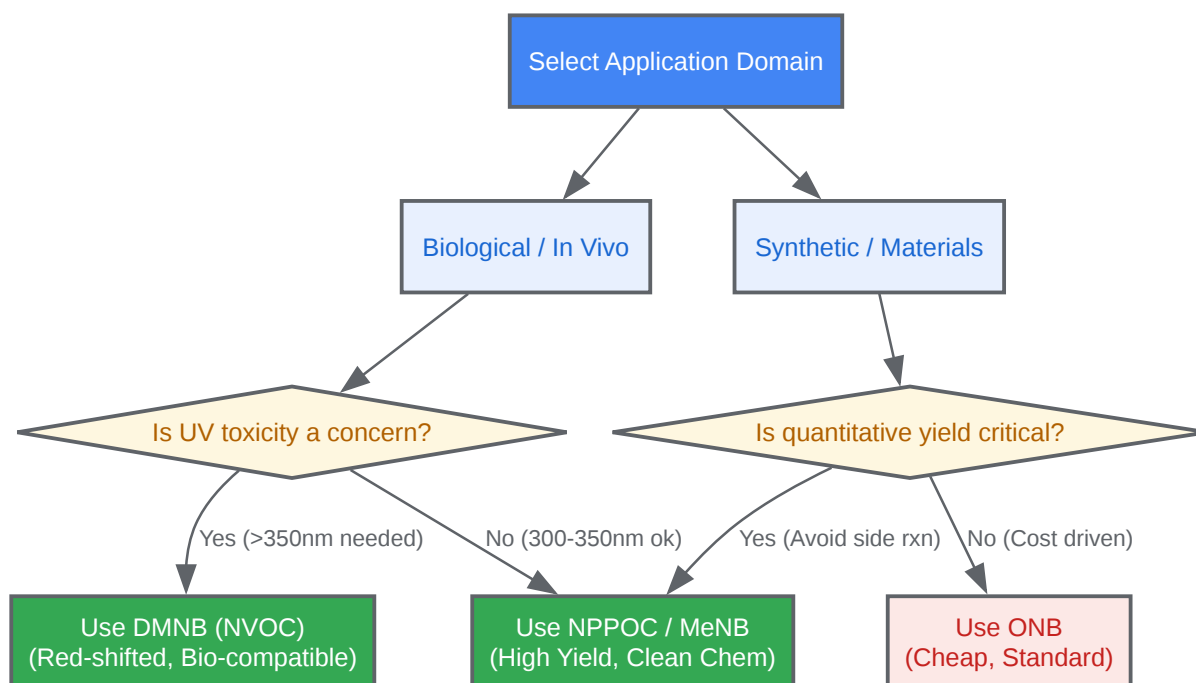 Select Application Domain
Biological / In Vivo
Synthetic / Materials
Is UV toxicity a concern?
Is quantitative yield critical?
Yes (>350nm needed)
No (300-350nm ok)
Yes (Avoid side rxn)
No (Cost driven)
Use DMNB (NVOC)
(Red-shifted, Bio-compatible)
Use NPPOC / MeNB
(High Yield, Clean Chem)
Use ONB
(Cheap, Standard)